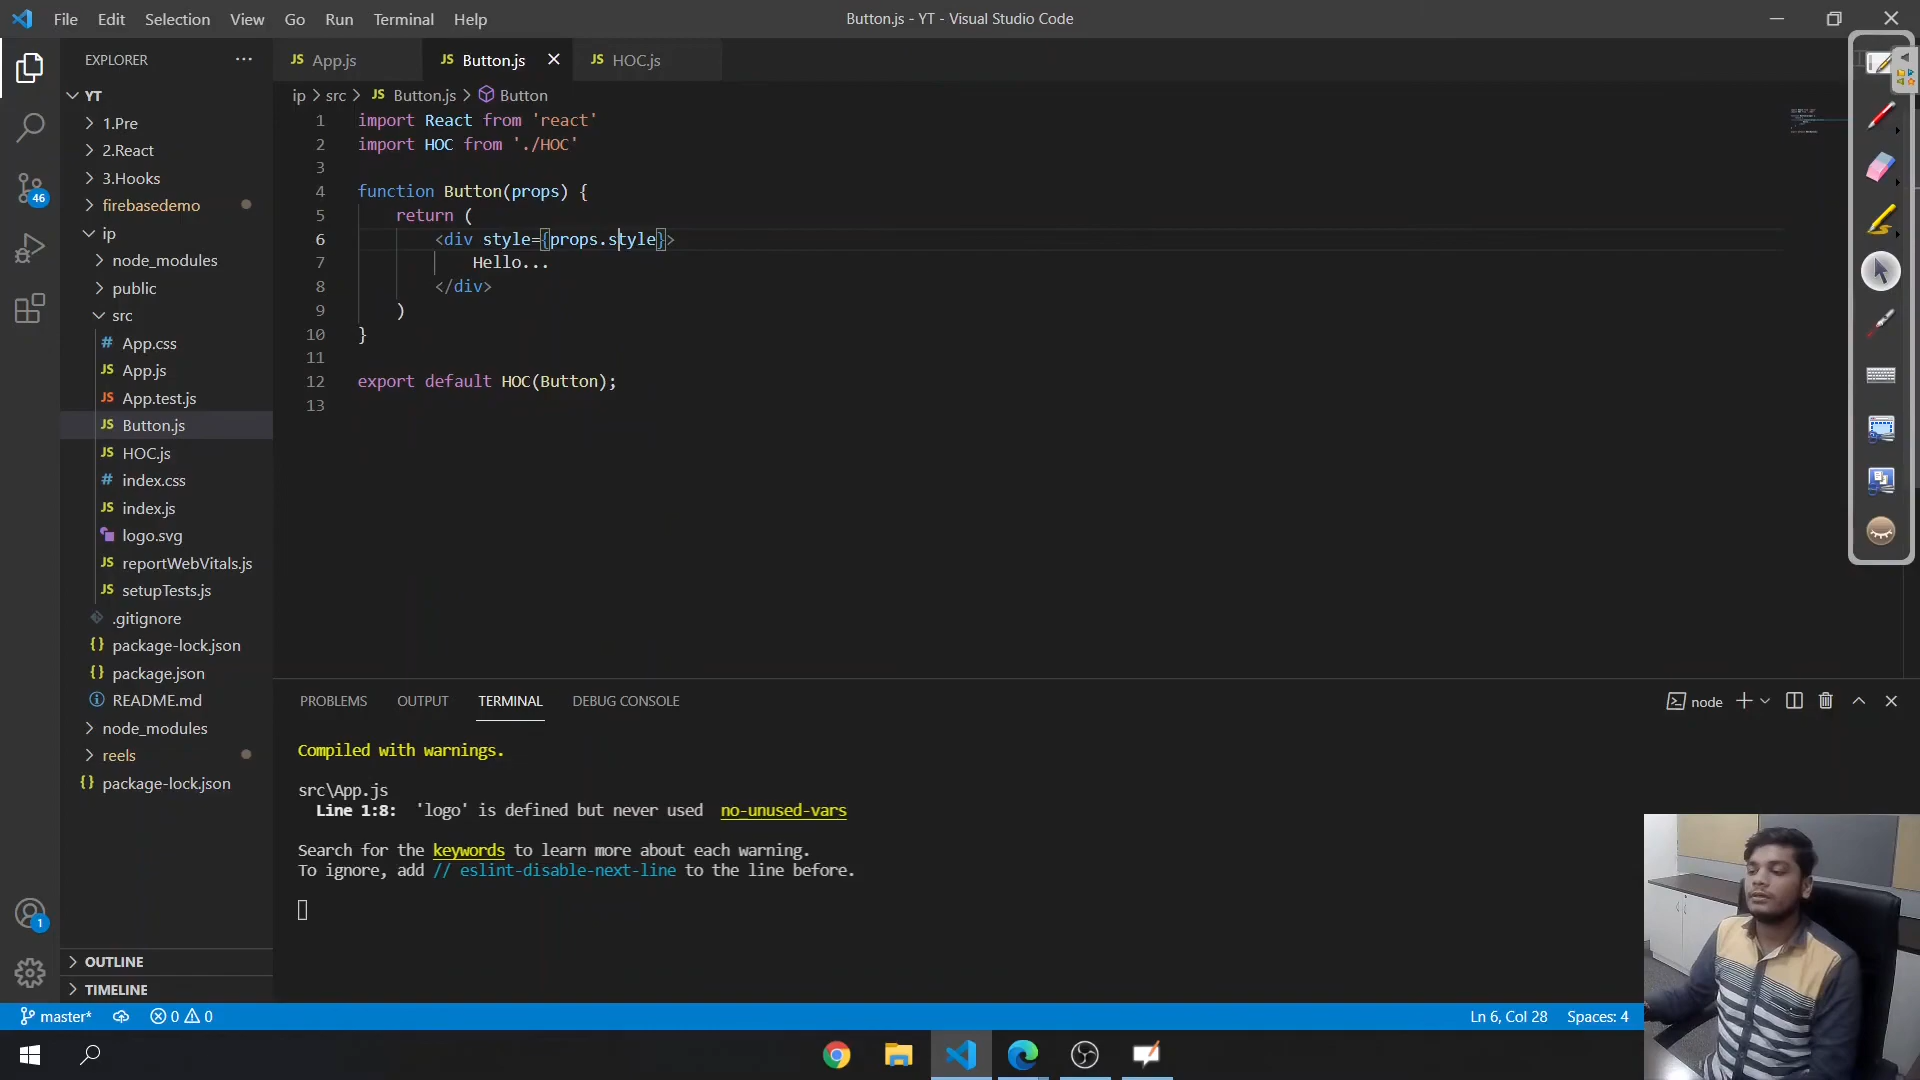 File Edit Selection View Go Run Terminal Help
Button.js - YT - Visual Studio Code
EXPLORER
App.js
Button.js
HOC.js
ip > src > JS Button.js > Button
YT
1.Pre
2.React
3.Hooks
firebasedemo
ip
node_modules
public
src
# App.css
JS App.js
JS App.test.js
JS Button.js
JS HOC.js
# index.css
JS index.js
logo.svg
JS reportWebVitals.js
JS setupTests.js
.gitignore
{} package-lock.json
{} package.json
README.md
node_modules
reels
{} package-lock.json
OUTLINE
TIMELINE
46
1
1 import React from 'react'
2 import HOC from './HOC'
3
4 function Button(props) {
5 return (
6 <div style={props.style}>
7 Hello...
8 </div>
9 )
10 }
11
12 export default HOC(Button);
13
PROBLEMS OUTPUT TERMINAL DEBUG CONSOLE
node
Compiled with warnings.
src\App.js
Line 1:8: 'logo' is defined but never used no-unused-vars
Search for the keywords to learn more about each warning.
To ignore, add // eslint-disable-next-line to the line before.
master* 0 0
Ln 6, Col 28 Spaces: 4